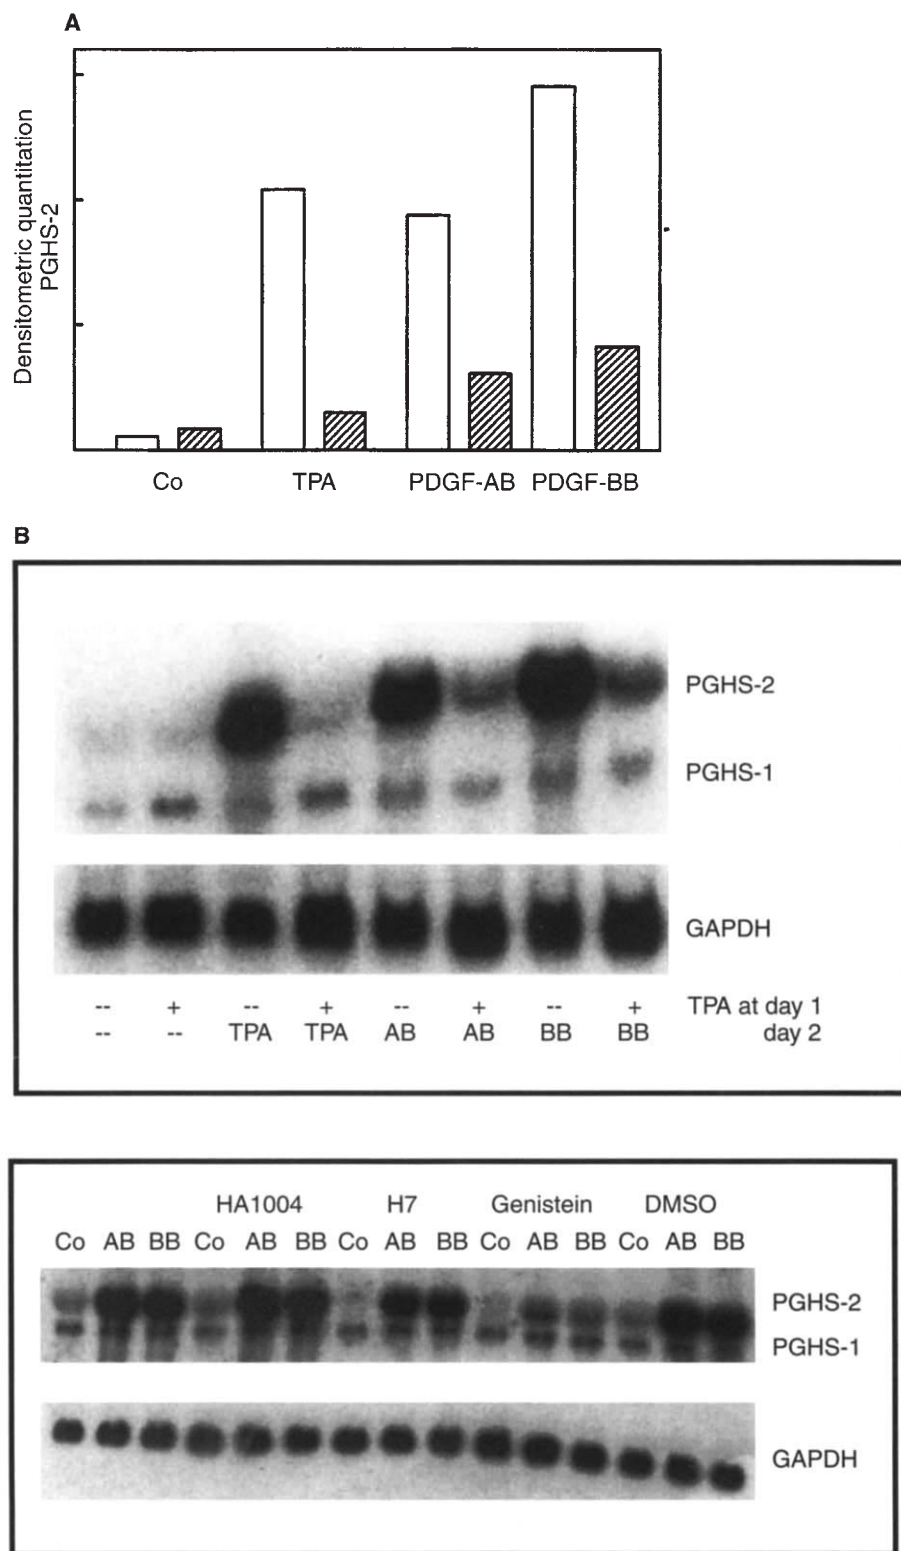 A
Densitometric quantitation
PGHS-2
Co TPA PDGF-AB PDGF-BB
B
PGHS-2
PGHS-1
GAPDH
-- + -- + -- + -- + TPA at day 1
-- -- TPA TPA AB AB BB BB day 2
HA1004 H7 Genistein DMSO
Co AB BB Co AB BB Co AB BB Co AB BB Co AB BB
PGHS-2
PGHS-1
GAPDH